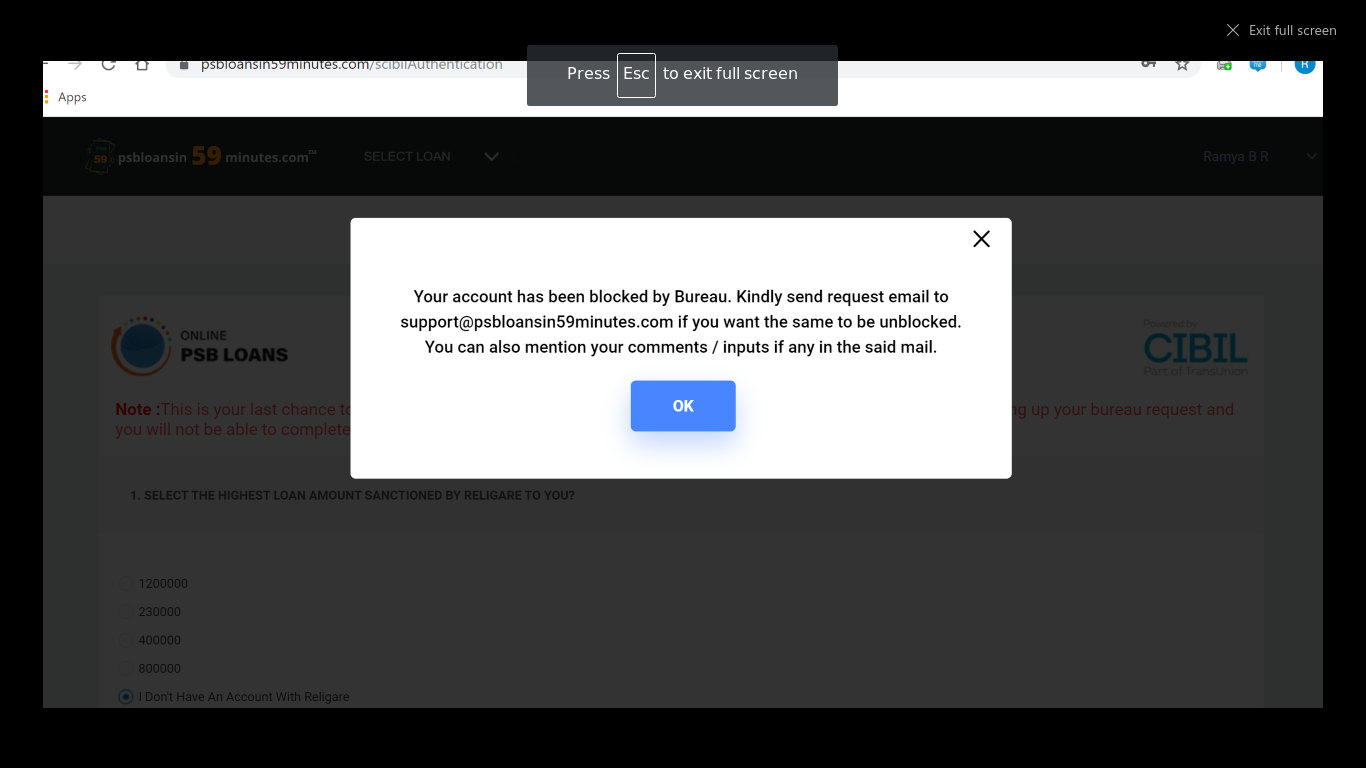 Exit full screen
Press Esc to exit full screen
psbloansin59minutes.com/scibilAuthentication
R
Apps
59 psbloansin 59 minutes.com™ SELECT LOAN Ramya B R
Your account has been blocked by Bureau. Kindly send request email to
support@psbloansin59minutes.com if you want the same to be unblocked.
You can also mention your comments / inputs if any in the said mail.
OK
ONLINE
PSB LOANS
Powered by
CIBIL
Part of TransUnion
Note :This is your last chance to ng up your bureau request and
you will not be able to complete
1. SELECT THE HIGHEST LOAN AMOUNT SANCTIONED BY RELIGARE TO YOU?
1200000
230000
400000
800000
I Don't Have An Account With Religare